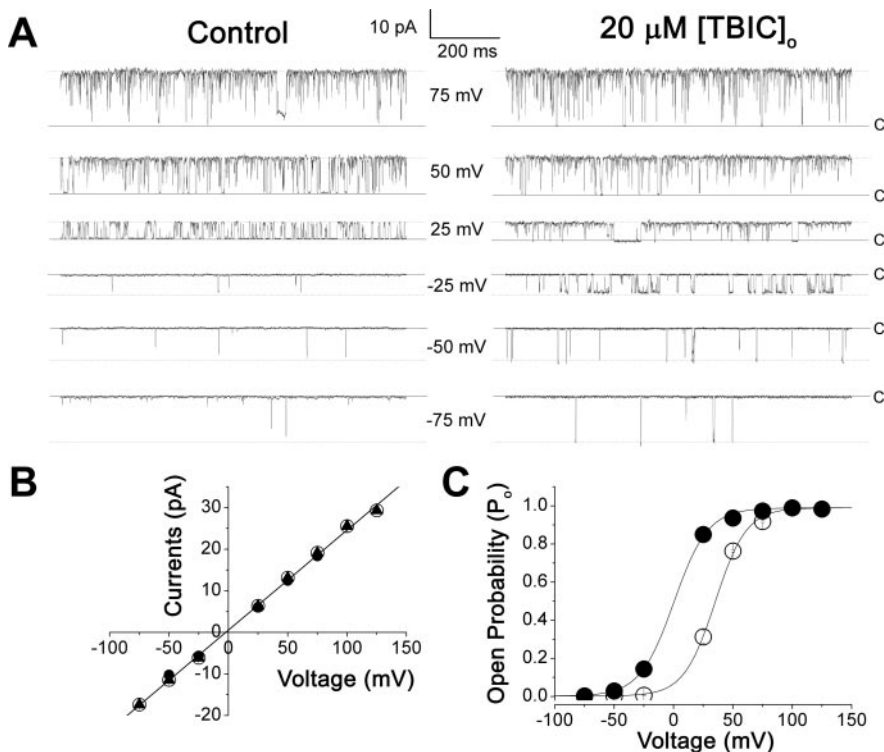 A
Control
10 pA
200 ms
20 μM [TBIC]o
75 mV
C
50 mV
C
25 mV
C
-25 mV
C
-50 mV
C
-75 mV
C
B
Currents (pA)
30
20
10
0
-10
-20
-100
-50
0
50
100
150
Voltage (mV)
C
Open Probability (Po)
1.0
0.8
0.6
0.4
0.2
0.0
-100
-50
0
50
100
150
Voltage (mV)